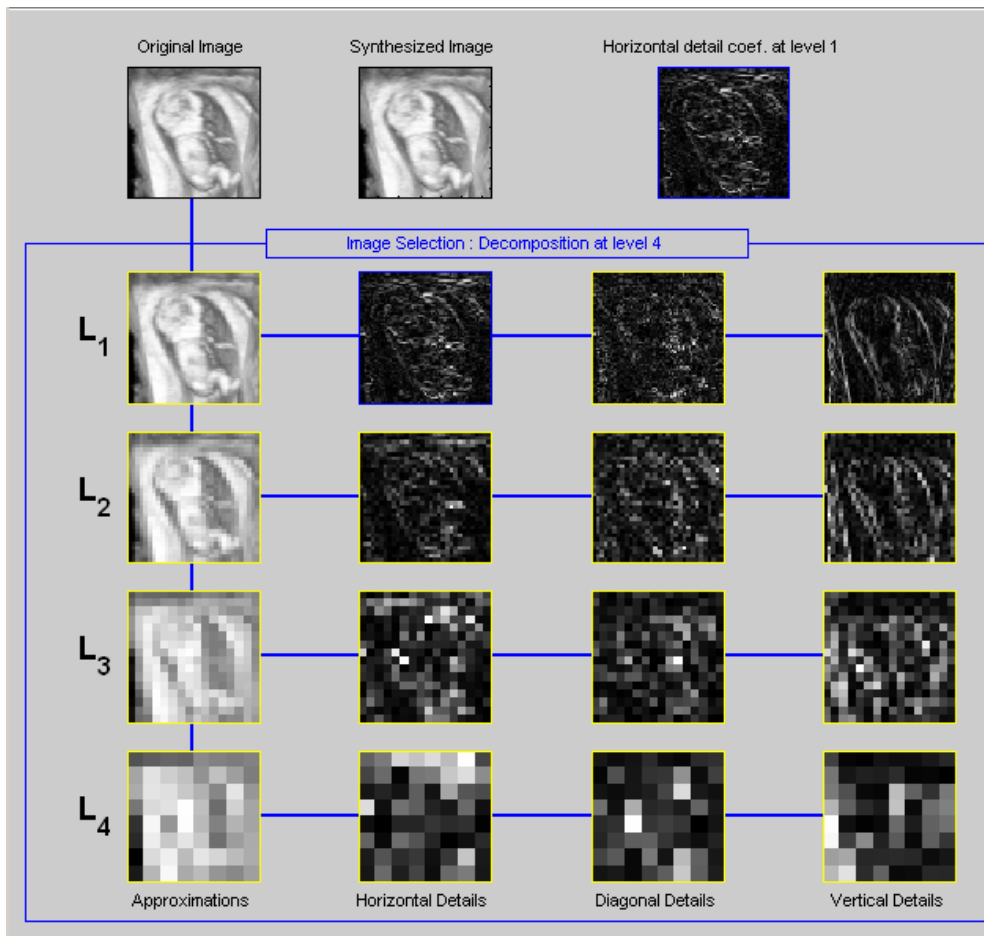 Original Image
Synthesized Image
Horizontal detail coef. at level 1
Image Selection : Decomposition at level 4
L1
L2
L3
L4
Approximations
Horizontal Details
Diagonal Details
Vertical Details